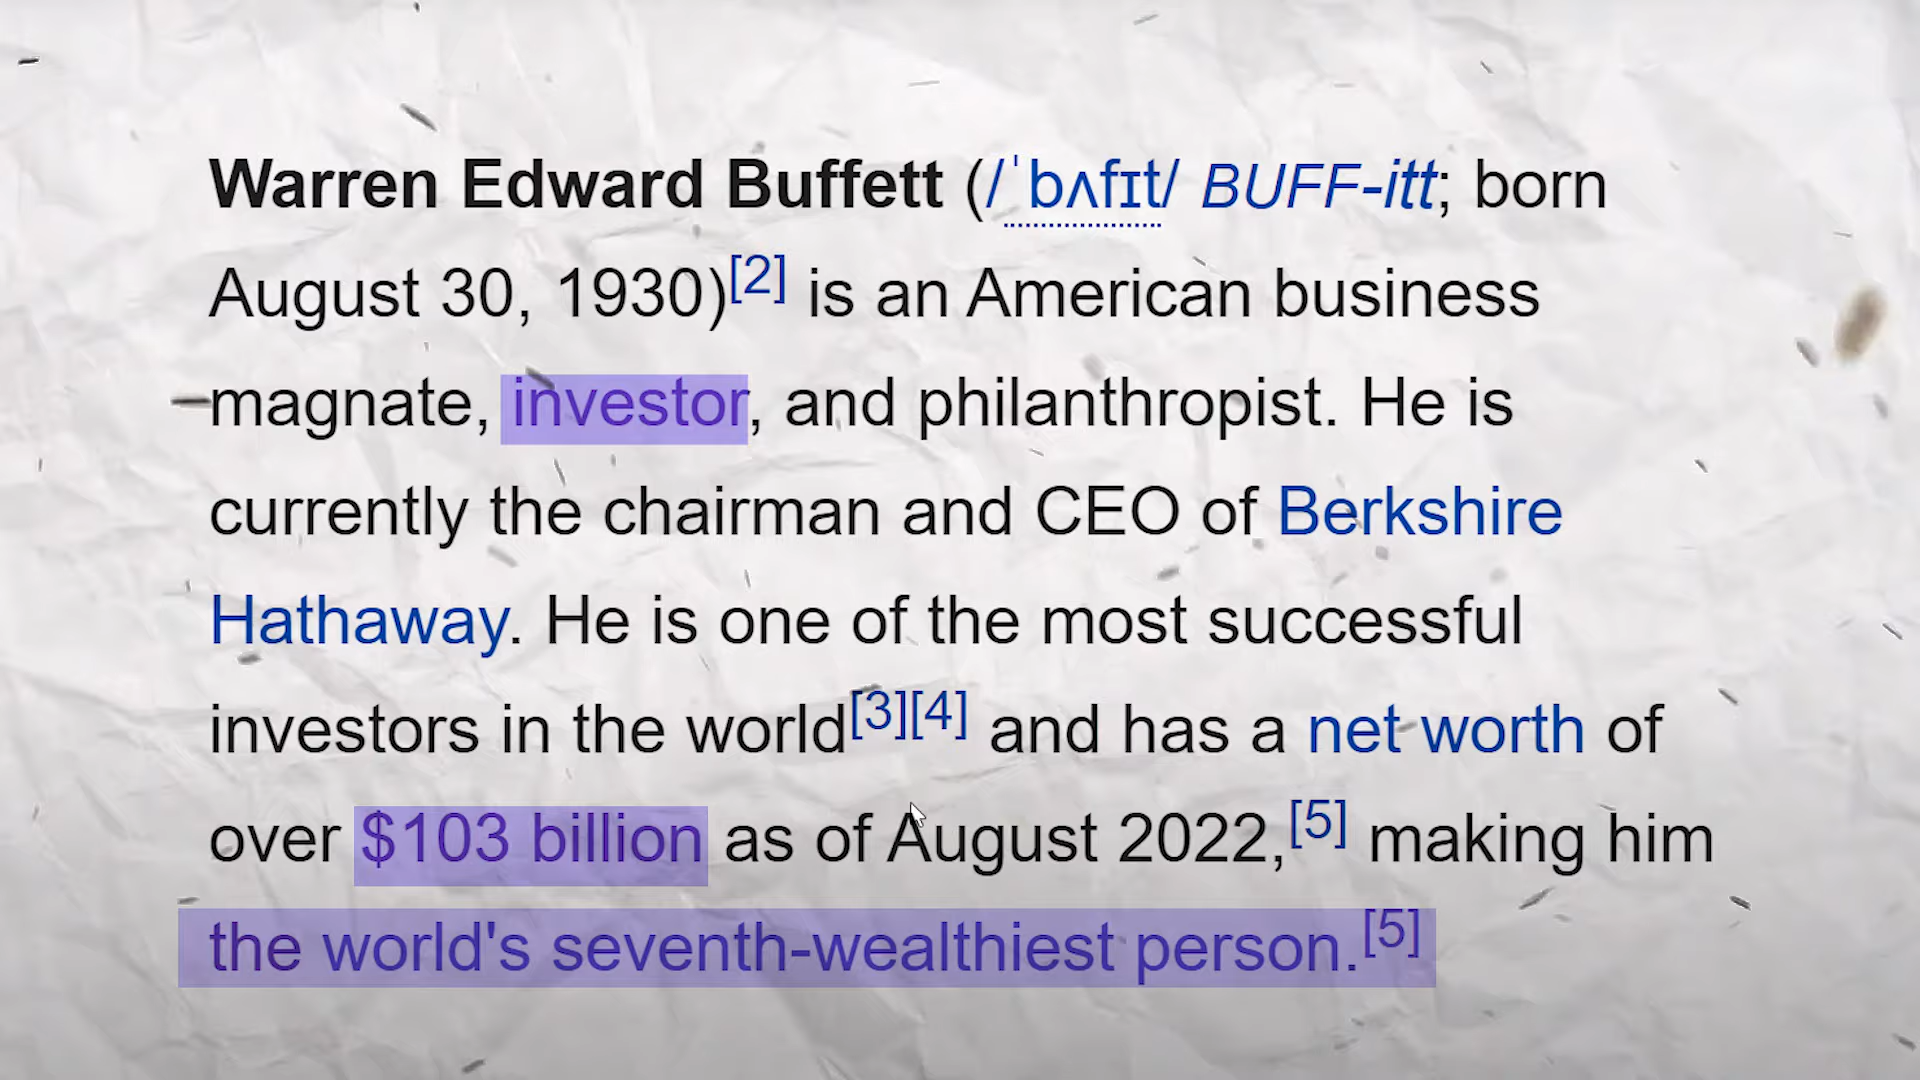 Warren Edward Buffett (/ˈbʌfɪt/ BUFF-itt; born
August 30, 1930)[2] is an American business
magnate, investor, and philanthropist. He is
currently the chairman and CEO of Berkshire
Hathaway. He is one of the most successful
investors in the world[3][4] and has a net worth of
over $103 billion as of August 2022,[5] making him
the world's seventh-wealthiest person.[5]